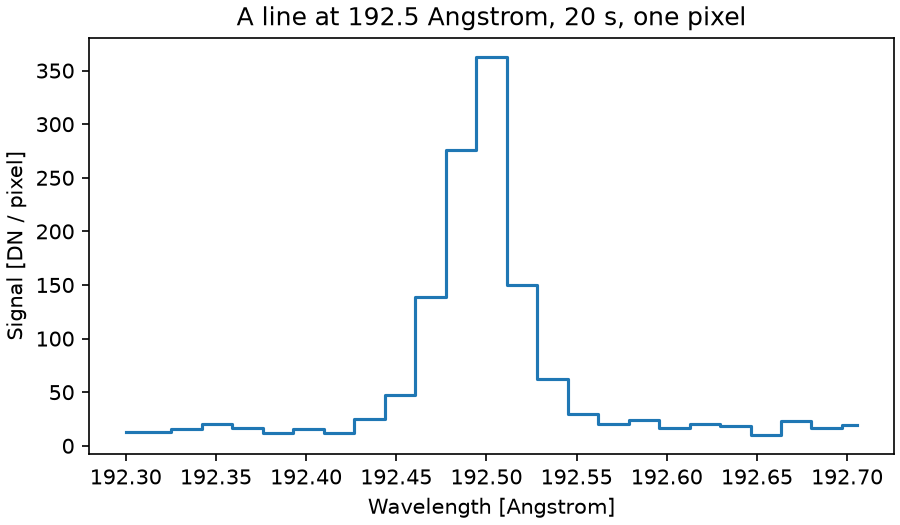 A line at 192.5 Angstrom, 20 s, one pixel
Signal [DN / pixel]
350
300
250
200
150
100
50
0
192.30 192.35 192.40 192.45 192.50 192.55 192.60 192.65 192.70
Wavelength [Angstrom]